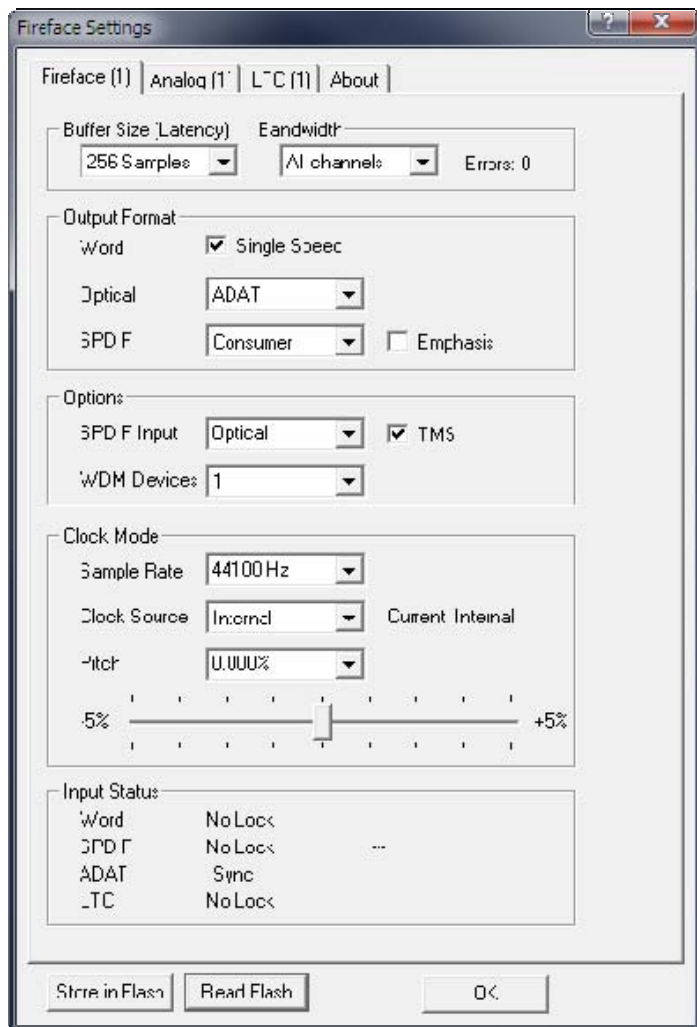 Fireface Settings
Fireface (1) Analog (1) LTC (1) About
Buffer Size (Latency) Bandwidth
256 Samples All channels Errors: 0
Output Format
Word Single Speed
Optical ADAT
SPDIF Consumer Emphasis
Options
SPDIF Input Optical TMS
WDM Devices 1
Clock Mode
Sample Rate 44100 Hz
Clock Source Internal Current Internal
Pitch 0.000%
-5% +5%
Input Status
Word No Lock
SPDIF No Lock ---
ADAT Sync
LTC No Lock
Store in Flash Read Flash OK